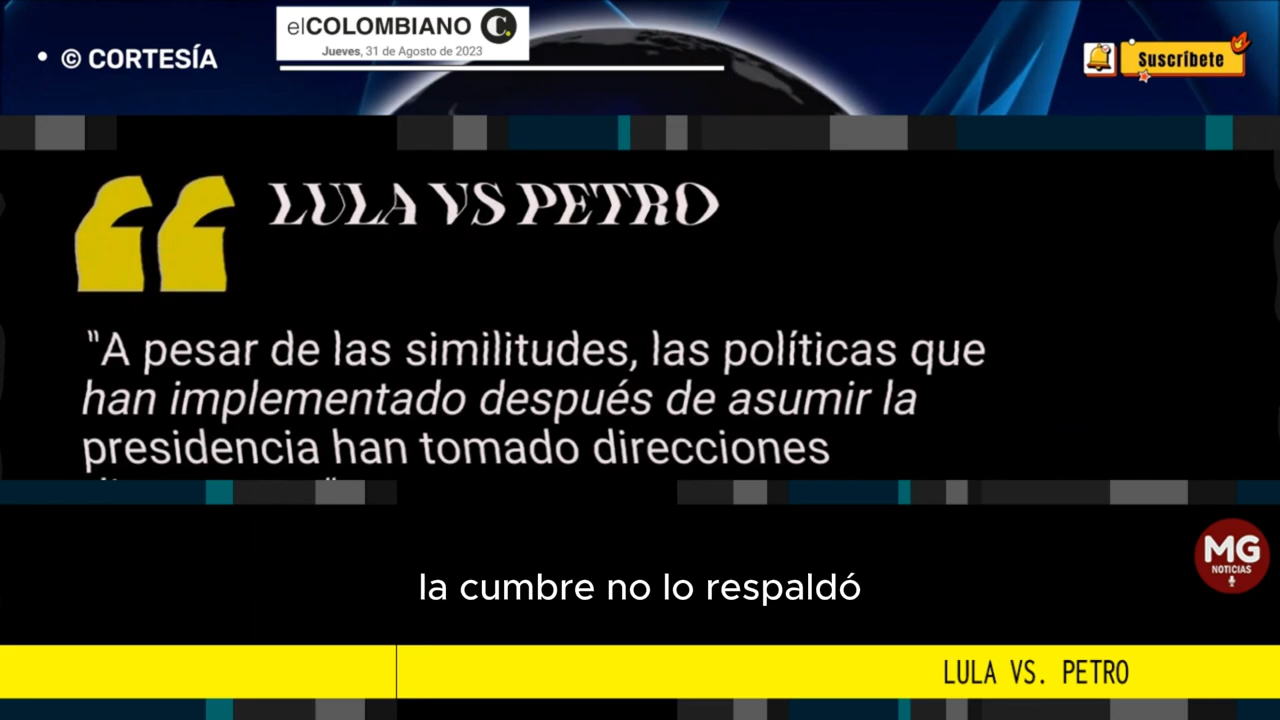 • © CORTESÍA
elCOLOMBIANO C.
Jueves, 31 de Agosto de 2023
Suscríbete
LULA VS PETRO
"A pesar de las similitudes, las políticas que
han implementado después de asumir la
presidencia han tomado direcciones
MG
NOTICIAS
la cumbre no lo respaldó
LULA VS. PETRO